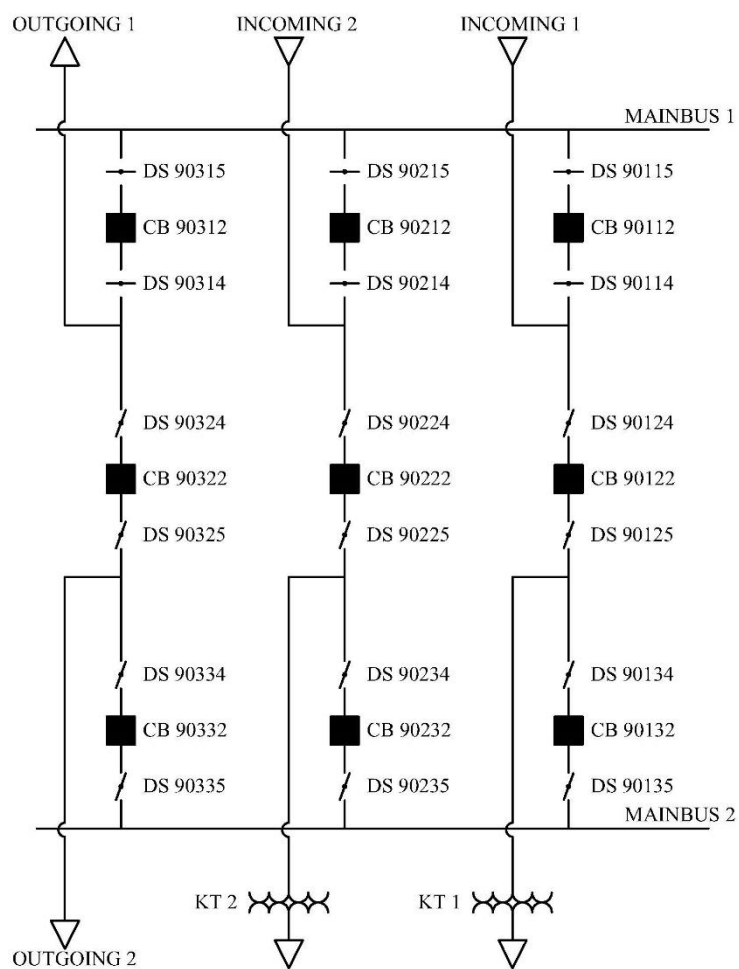 OUTGOING 1
INCOMING 2
INCOMING 1
MAINBUS 1
DS 90315
DS 90215
DS 90115
CB 90312
CB 90212
CB 90112
DS 90314
DS 90214
DS 90114
DS 90324
DS 90224
DS 90124
CB 90322
CB 90222
CB 90122
DS 90325
DS 90225
DS 90125
DS 90334
DS 90234
DS 90134
CB 90332
CB 90232
CB 90132
DS 90335
DS 90235
DS 90135
MAINBUS 2
KT 2
KT 1
OUTGOING 2